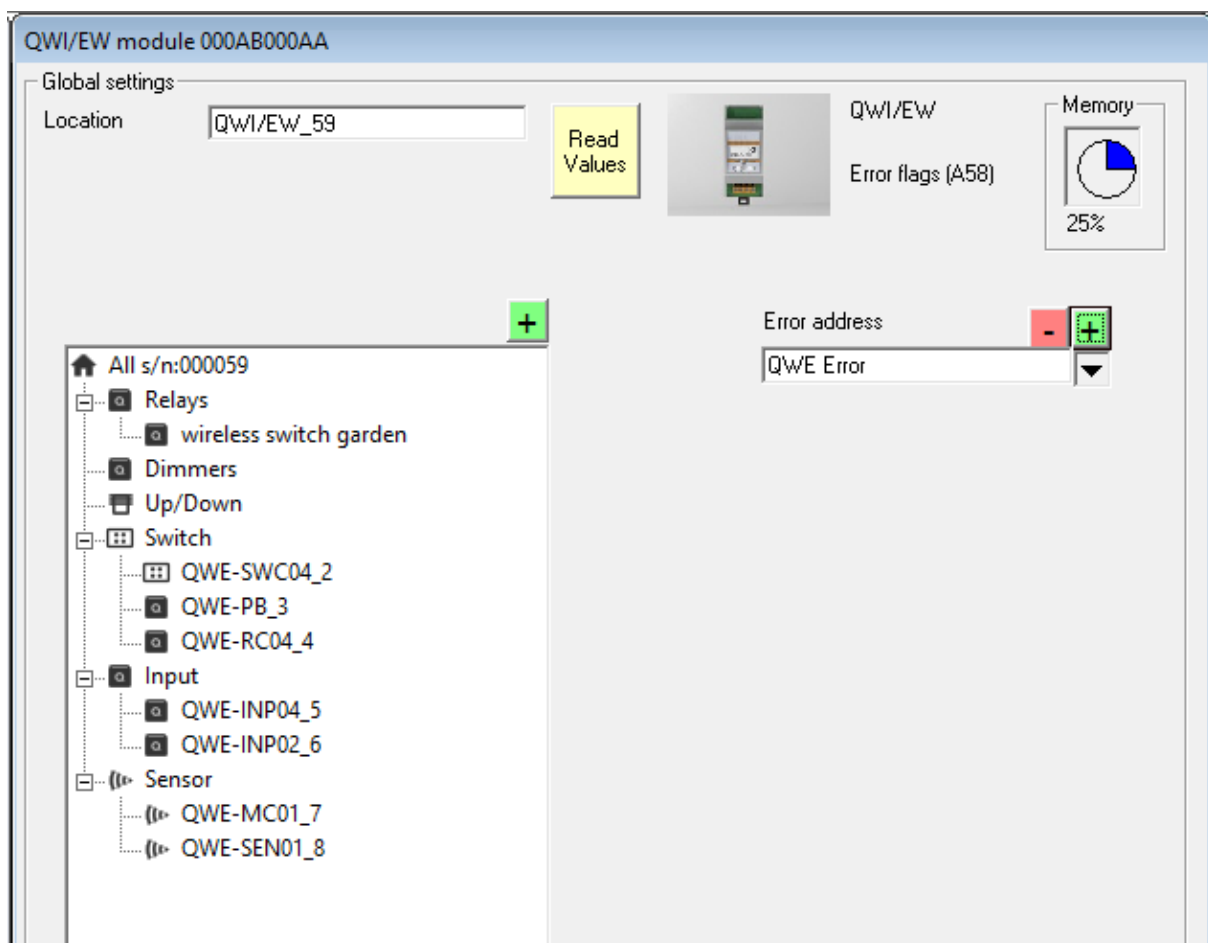 QWI/EW module 000AB000AA
Global settings
Location
QWI/EW_59
Read
Values
QWI/EW
Error flags (A58)
Memory
25%
+
Error address
-
+
QWE Error
All s/n:000059
Relays
wireless switch garden
Dimmers
Up/Down
Switch
QWE-SWC04_2
QWE-PB_3
QWE-RC04_4
Input
QWE-INP04_5
QWE-INP02_6
Sensor
QWE-MC01_7
QWE-SEN01_8